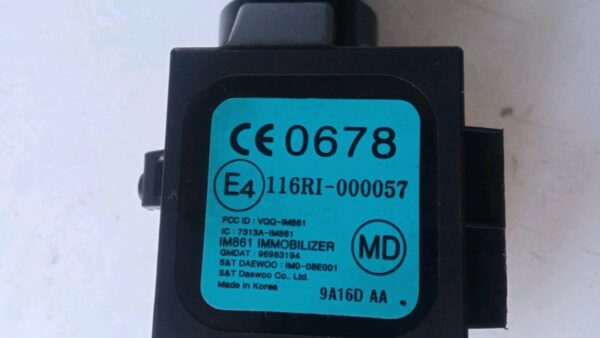 CE 0678
E4 116RI-000057
FCC ID : VQQ-IM861
IC : 7313A-IM861
IM861 IMMOBILIZER
GMDAT : 96983194
S&T DAEWOO : IM0-08E001
S&T Daewoo Co., Ltd.
Made in Korea
MD
9A16D AA